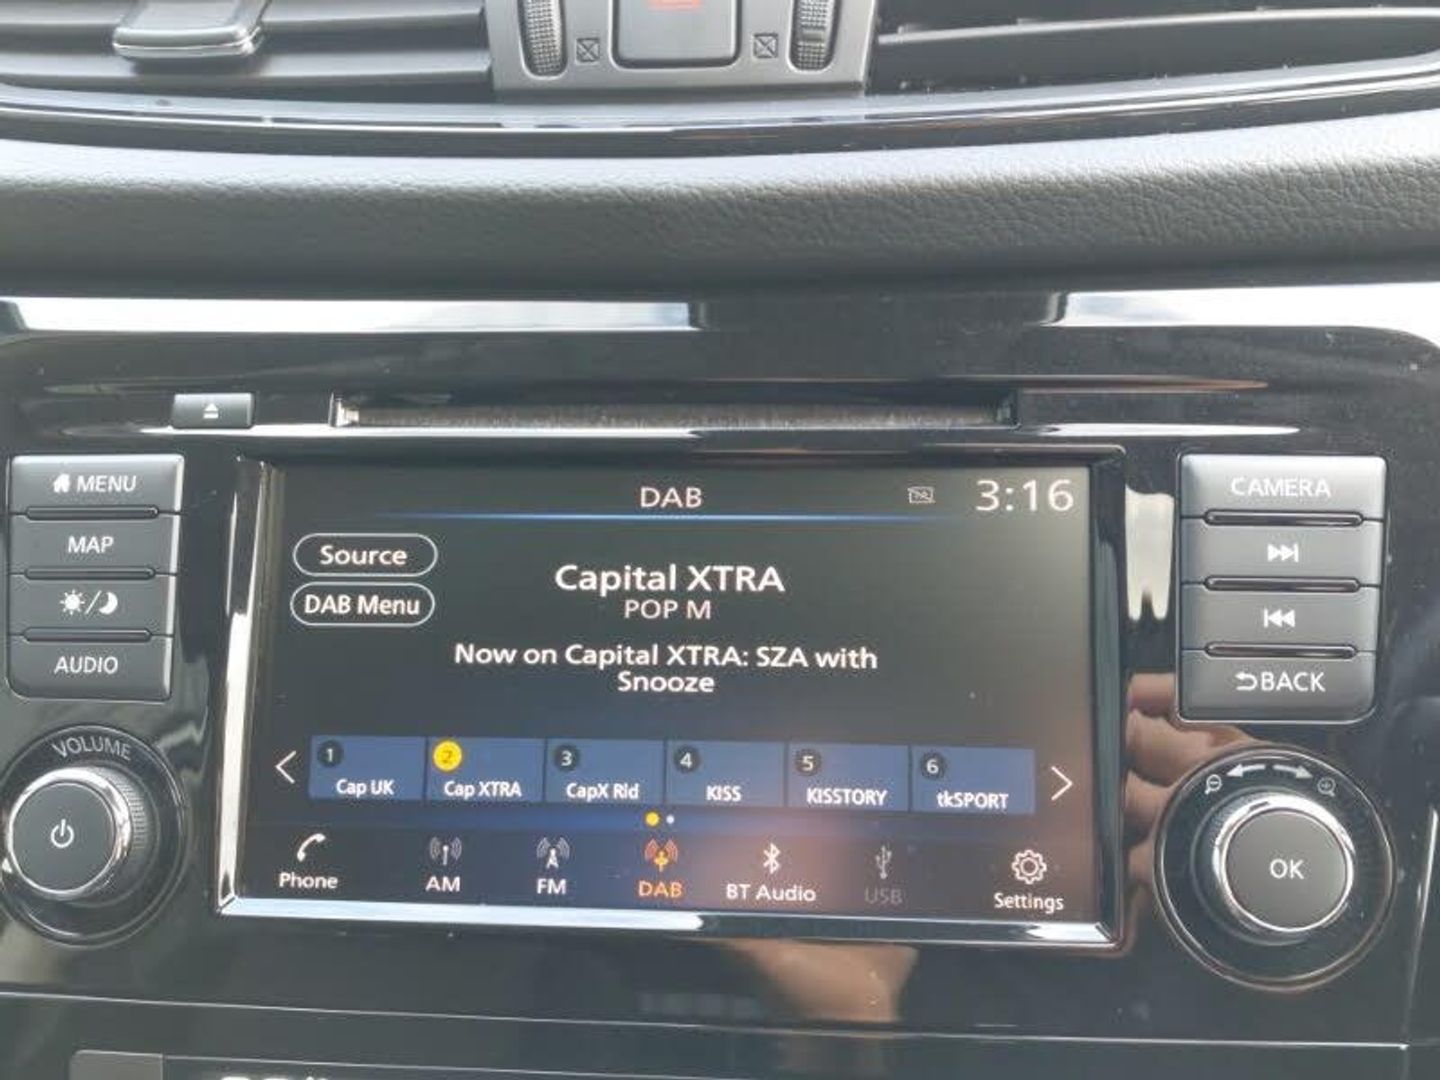 MENU
MAP
AUDIO
VOLUME
DAB
3:16
Source
DAB Menu
Capital XTRA
POP M
Now on Capital XTRA: SZA with
Snooze
1
Cap UK
2
Cap XTRA
3
CapX Rld
4
KISS
5
KISSTORY
6
tkSPORT
Phone
AM
FM
DAB
BT Audio
USB
Settings
CAMERA
BACK
OK